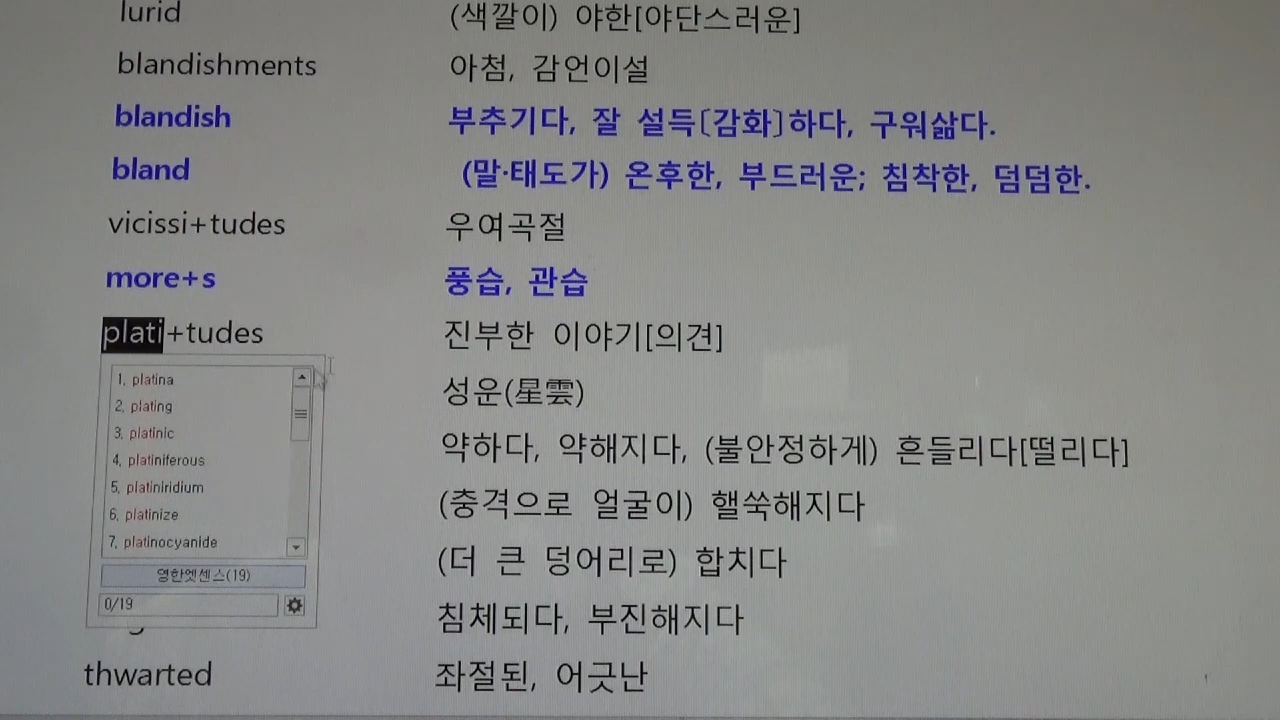 lurid (색깔이) 야한[야단스러운]
blandishments 아첨, 감언이설
blandish 부추기다, 잘 설득〔감화〕하다, 구워삶다.
bland (말·태도가) 온후한, 부드러운; 침착한, 덤덤한.
vicissi+tudes 우여곡절
more+s 풍습, 관습
plati+tudes 진부한 이야기[의견]
1, platina
2, plating
3, platinic
4, platiniferous
5, platiniridium
6, platinize
7, platinocyanide
영한엣센스(19)
0/19
성운(星雲)
약하다, 약해지다, (불안정하게) 흔들리다[떨리다]
(충격으로 얼굴이) 핼쑥해지다
(더 큰 덩어리로) 합치다
침체되다, 부진해지다
thwarted 좌절된, 어긋난